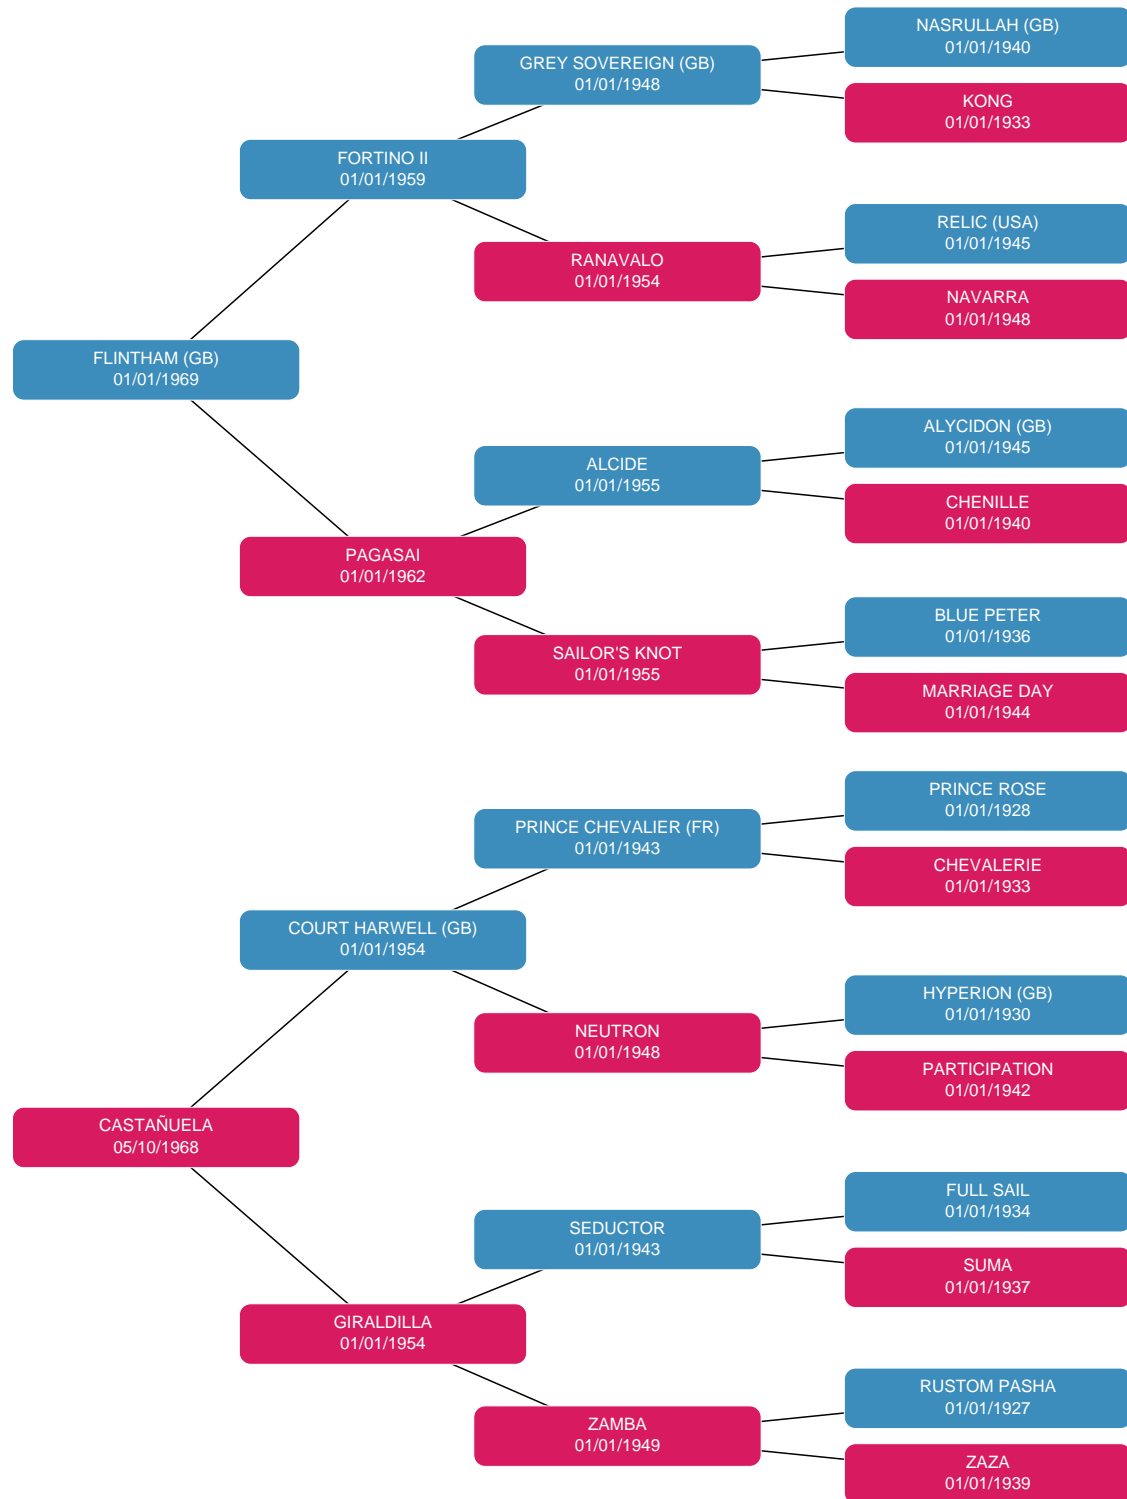 NASRULLAH (GB)
01/01/1940
GREY SOVEREIGN (GB)
01/01/1948
KONG
01/01/1933
FORTINO II
01/01/1959
RELIC (USA)
01/01/1945
RANAVALO
01/01/1954
NAVARRA
01/01/1948
FLINTHAM (GB)
01/01/1969
ALYCIDON (GB)
01/01/1945
ALCIDE
01/01/1955
CHENILLE
01/01/1940
PAGASAI
01/01/1962
BLUE PETER
01/01/1936
SAILOR'S KNOT
01/01/1955
MARRIAGE DAY
01/01/1944
PRINCE ROSE
01/01/1928
PRINCE CHEVALIER (FR)
01/01/1943
CHEVALERIE
01/01/1933
COURT HARWELL (GB)
01/01/1954
HYPERION (GB)
01/01/1930
NEUTRON
01/01/1948
PARTICIPATION
01/01/1942
CASTAÑUELA
05/10/1968
FULL SAIL
01/01/1934
SEDUCTOR
01/01/1943
SUMA
01/01/1937
GIRALDILLA
01/01/1954
RUSTOM PASHA
01/01/1927
ZAMBA
01/01/1949
ZAZA
01/01/1939